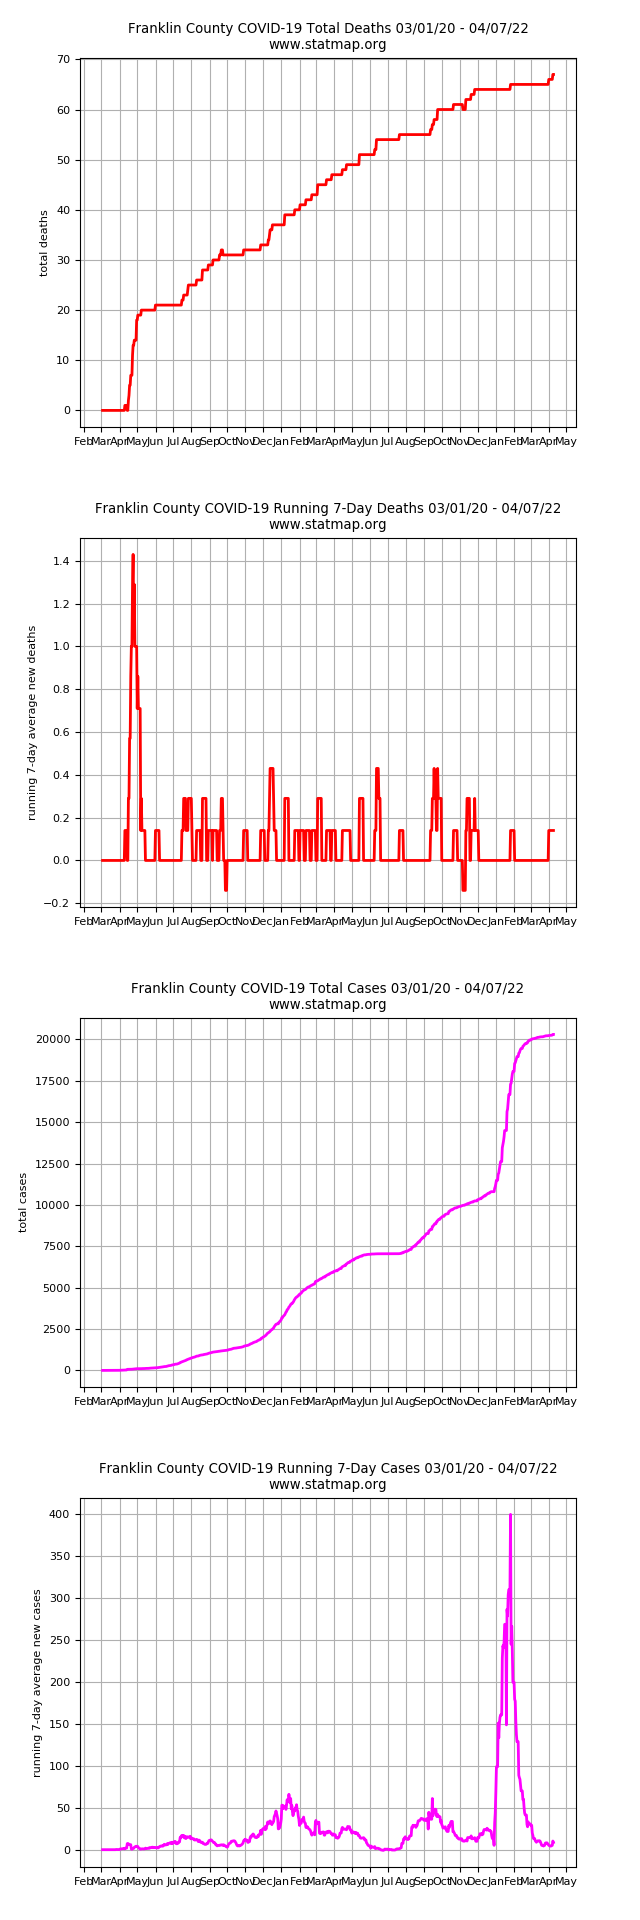 Franklin County COVID-19 Total Deaths 03/01/20 - 04/07/22
www.statmap.org
70
60
50
40
30
20
10
0
total deaths
Feb Mar Apr May Jun Jul Aug Sep Oct Nov Dec Jan Feb Mar Apr May Jun Jul Aug Sep Oct Nov Dec Jan Feb Mar Apr May
Franklin County COVID-19 Running 7-Day Deaths 03/01/20 - 04/07/22
www.statmap.org
1.4
1.2
1.0
0.8
0.6
0.4
0.2
0.0
−0.2
running 7-day average new deaths
Feb Mar Apr May Jun Jul Aug Sep Oct Nov Dec Jan Feb Mar Apr May Jun Jul Aug Sep Oct Nov Dec Jan Feb Mar Apr May
Franklin County COVID-19 Total Cases 03/01/20 - 04/07/22
www.statmap.org
20000
17500
15000
12500
10000
7500
5000
2500
0
total cases
Feb Mar Apr May Jun Jul Aug Sep Oct Nov Dec Jan Feb Mar Apr May Jun Jul Aug Sep Oct Nov Dec Jan Feb Mar Apr May
Franklin County COVID-19 Running 7-Day Cases 03/01/20 - 04/07/22
www.statmap.org
400
350
300
250
200
150
100
50
0
running 7-day average new cases
Feb Mar Apr May Jun Jul Aug Sep Oct Nov Dec Jan Feb Mar Apr May Jun Jul Aug Sep Oct Nov Dec Jan Feb Mar Apr May